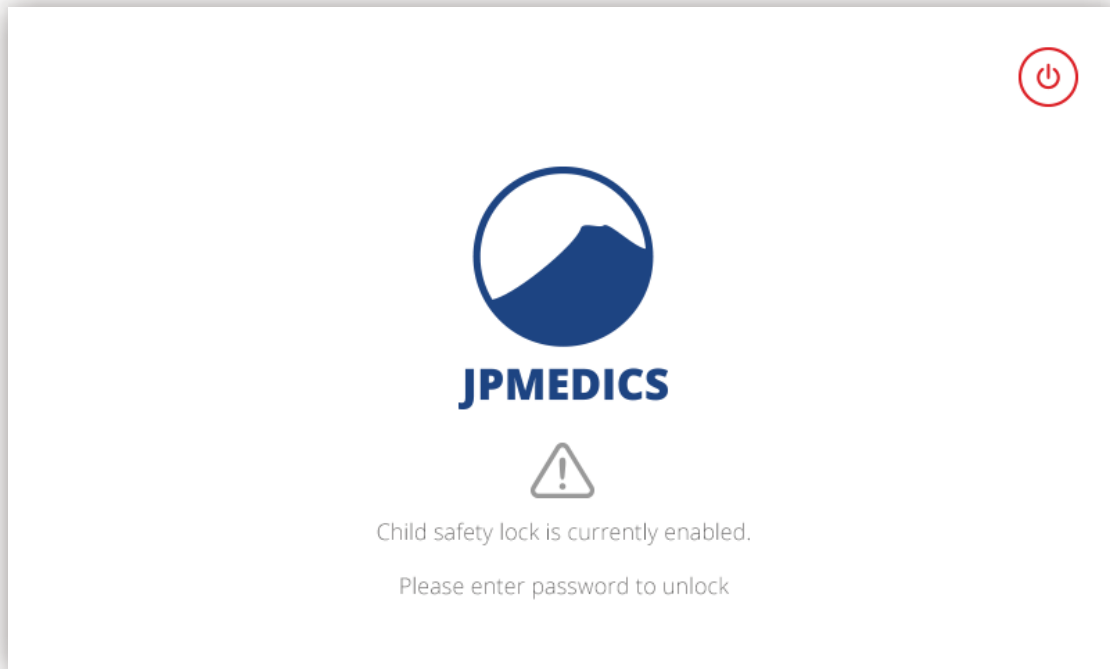 JPMEDICS
Child safety lock is currently enabled.
Please enter password to unlock